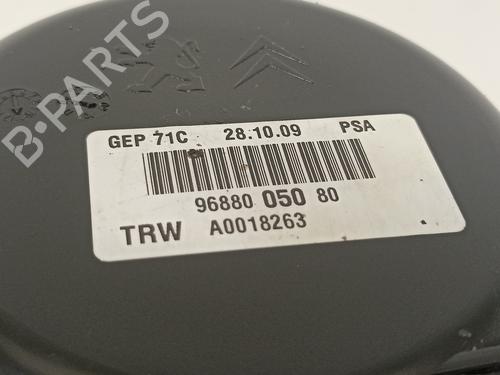 B-PARTS
GEP 71C 28.10.09 PSA
96880 050 80
TRW A0018263